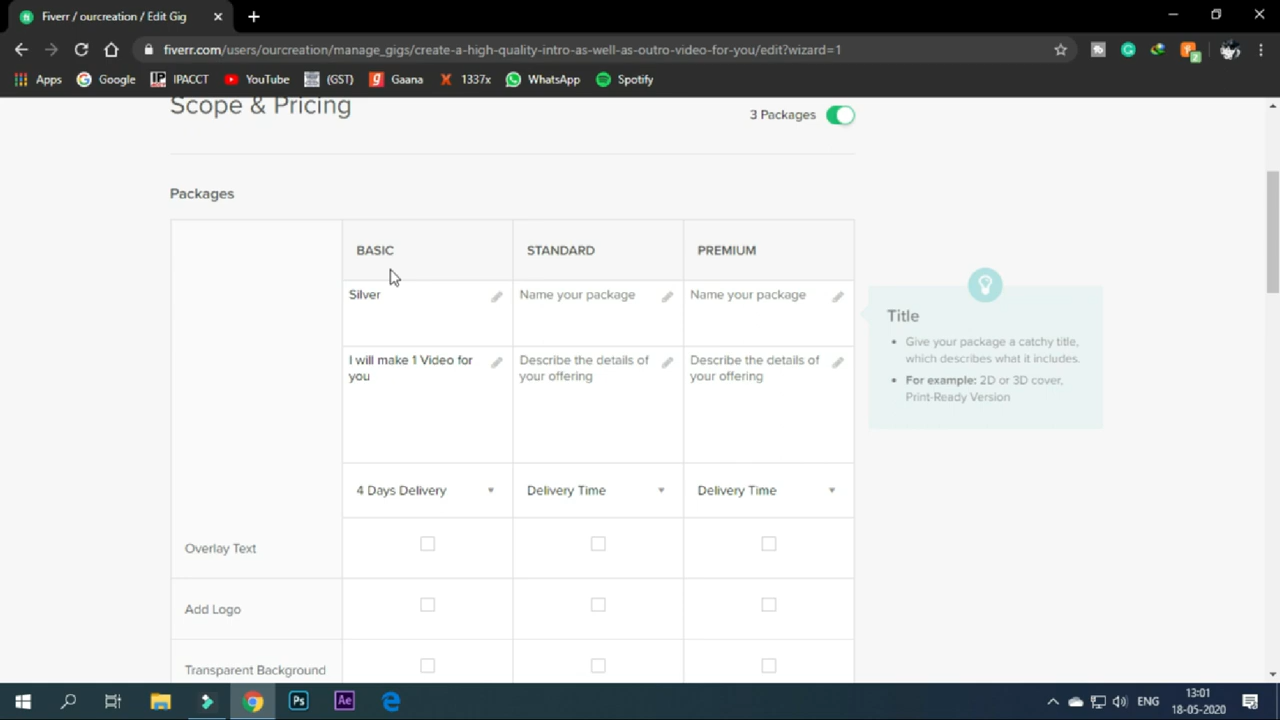 Fiverr / ourcreation / Edit Gig
fiverr.com/users/ourcreation/manage_gigs/create-a-high-quality-intro-as-well-as-outro-video-for-you/edit?wizard=1
Apps Google IPACCT YouTube (GST) Gaana 1337x WhatsApp Spotify
Scope & Pricing
3 Packages
Packages
BASIC STANDARD PREMIUM
Silver Name your package Name your package
I will make 1 Video for Describe the details of Describe the details of
you your offering your offering
4 Days Delivery Delivery Time Delivery Time
Overlay Text
Add Logo
Transparent Background
Title
Give your package a catchy title,
which describes what it includes.
For example: 2D or 3D cover,
Print-Ready Version
Ps Ae
ENG
13:01
18-05-2020